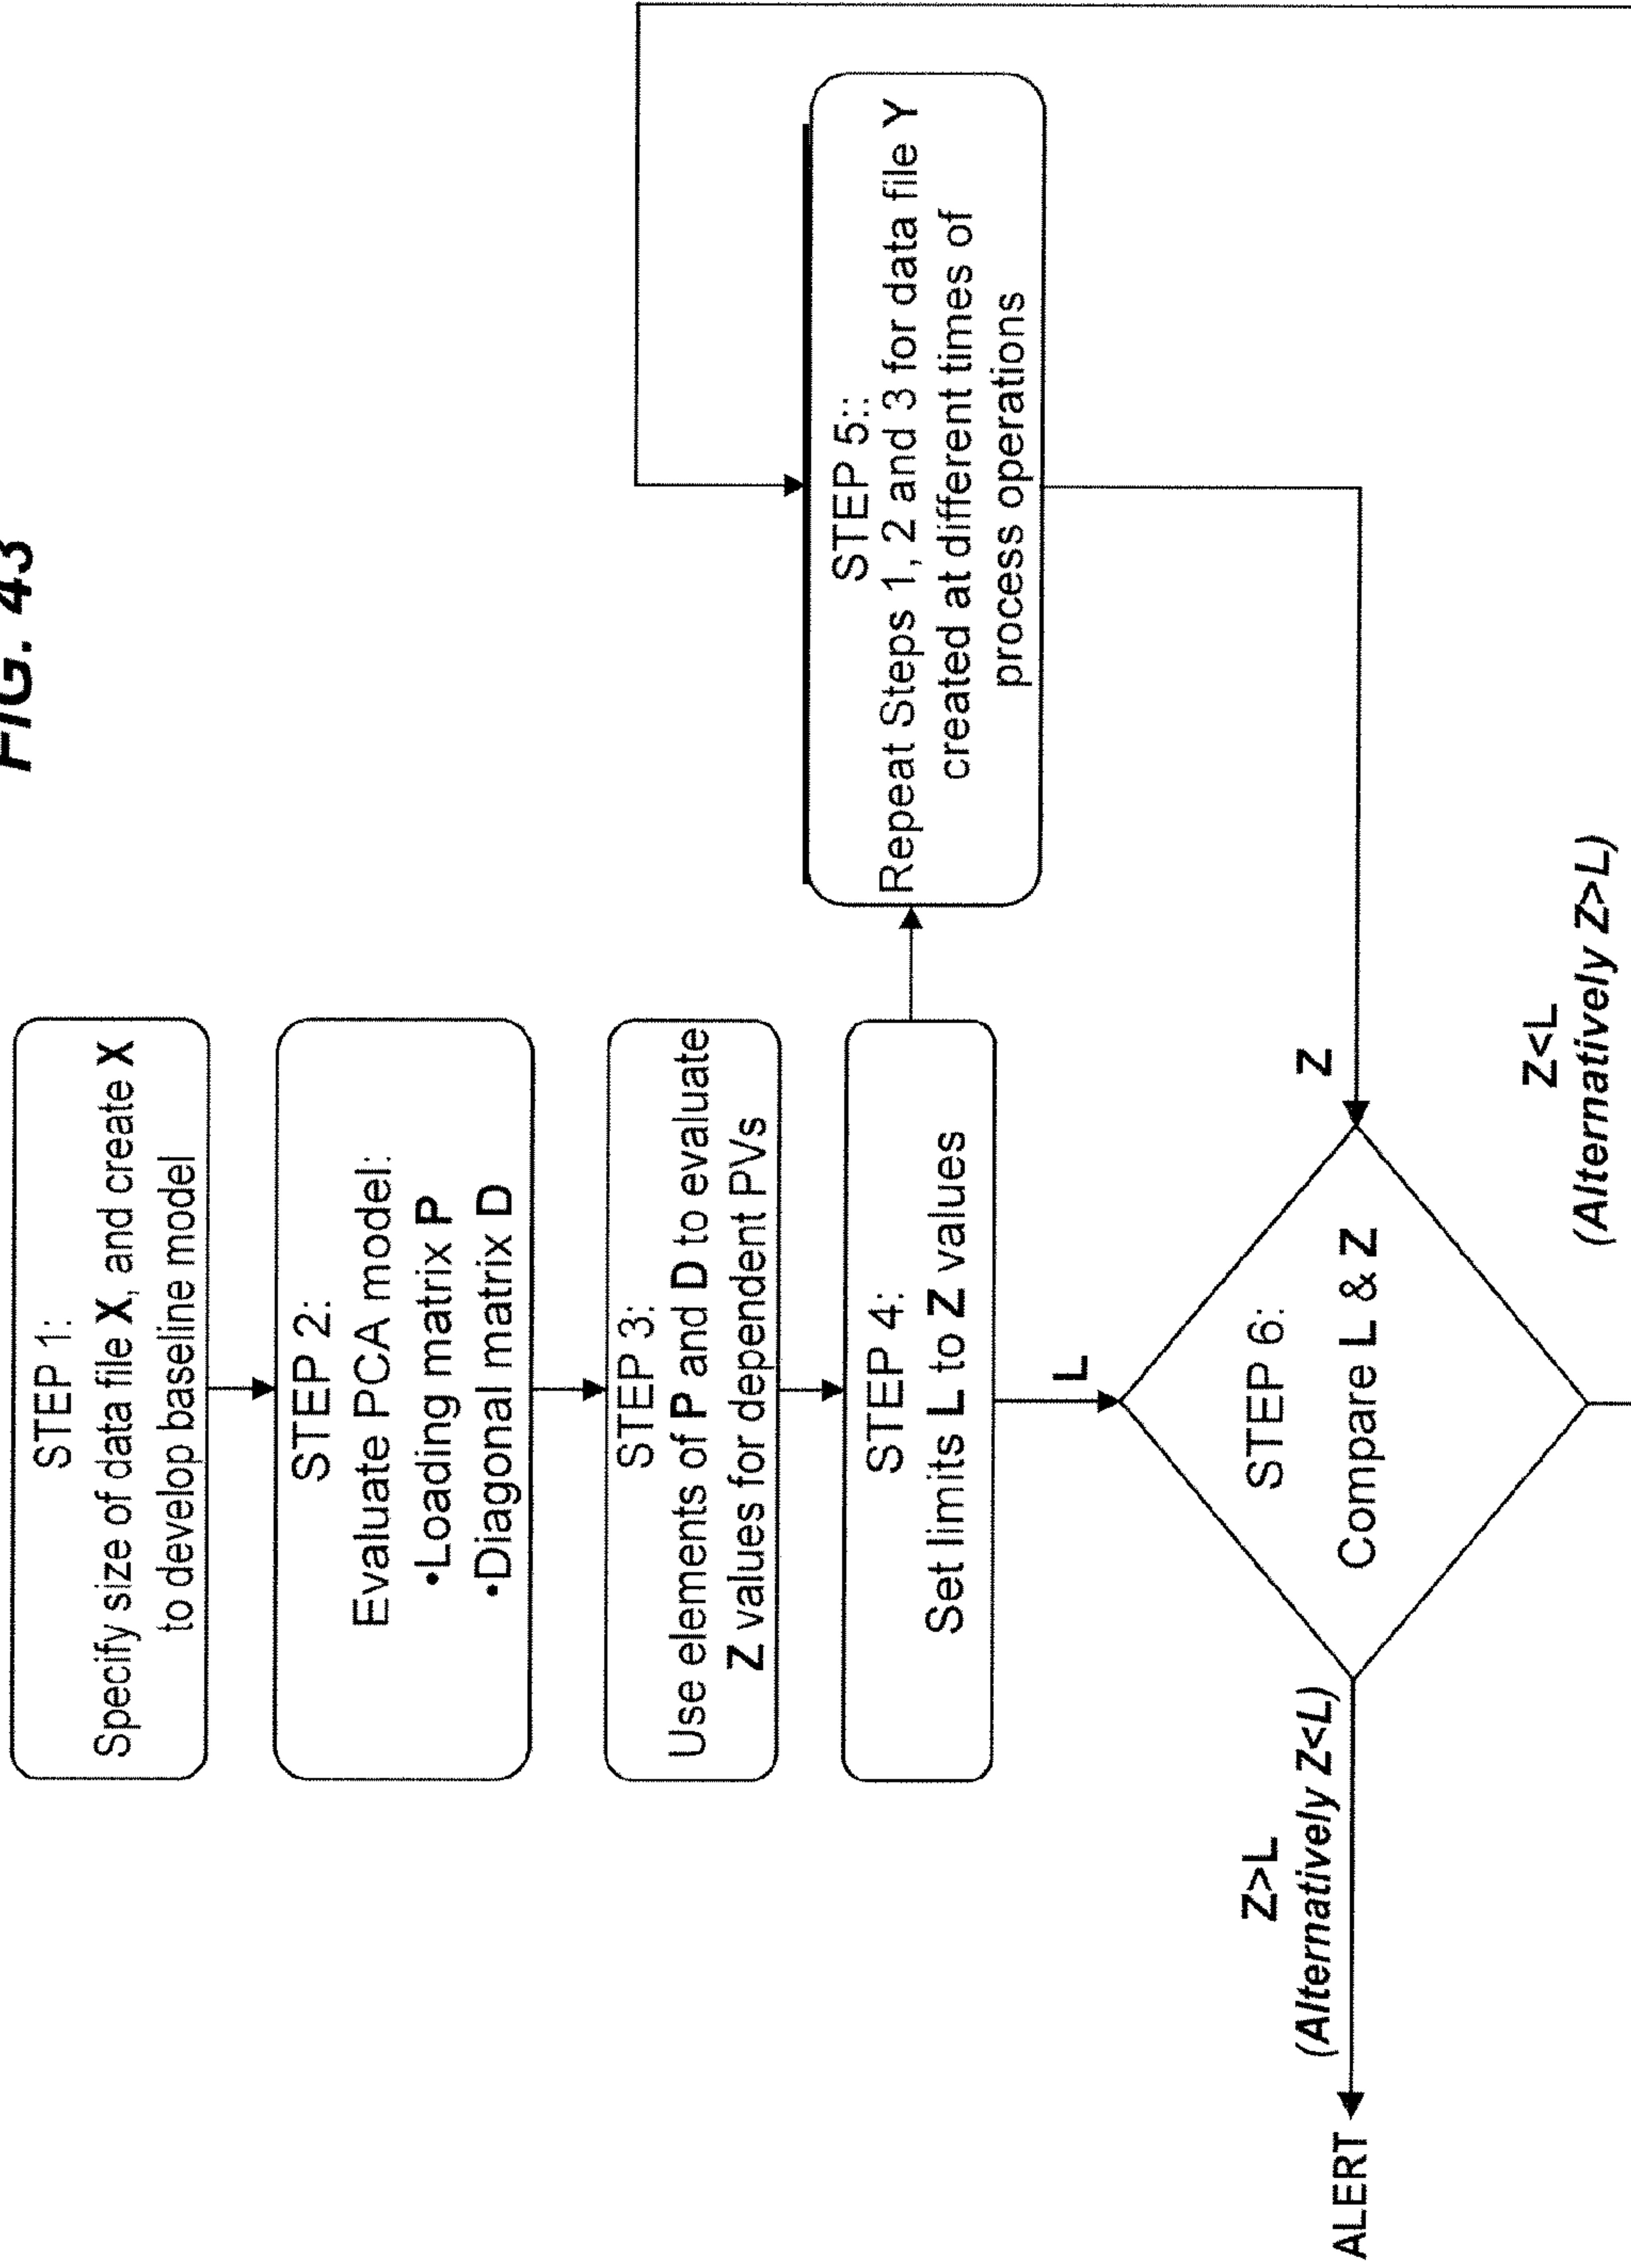 FIG. 43
STEP 1:
Specify size of data file X, and create X
to develop baseline model
STEP 2:
Evaluate PCA model:
•Loading matrix P
•Diagonal matrix D
STEP 3:
Use elements of P and D to evaluate
Z values for dependent PVs
STEP 4:
Set limits L to Z values
STEP 5::
Repeat Steps 1, 2 and 3 for data file Y
created at different times of
process operations
L
Z
STEP 6:
Compare L & Z
Z>L
(Alternatively Z<L)
ALERT
Z<L
(Alternatively Z>L)